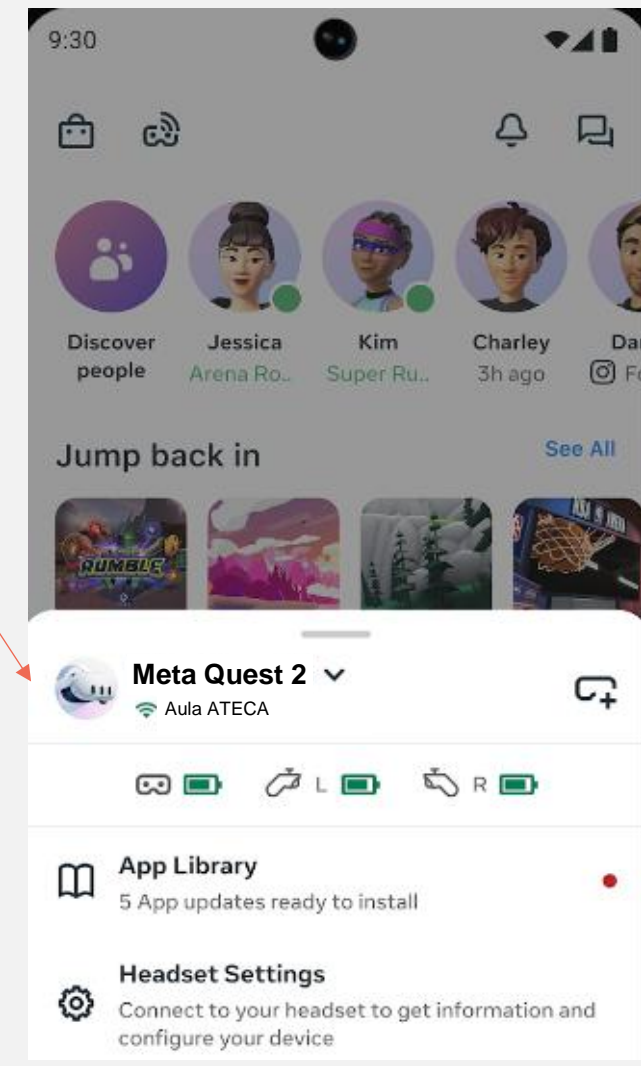 9:30
Discover people
Jessica
Arena Ro..
Kim
Super Ru..
Charley
3h ago
Jump back in
See All
RUMBLE
Meta Quest 2
Aula ATECA
L
R
App Library
5 App updates ready to install
Headset Settings
Connect to your headset to get information and
configure your device